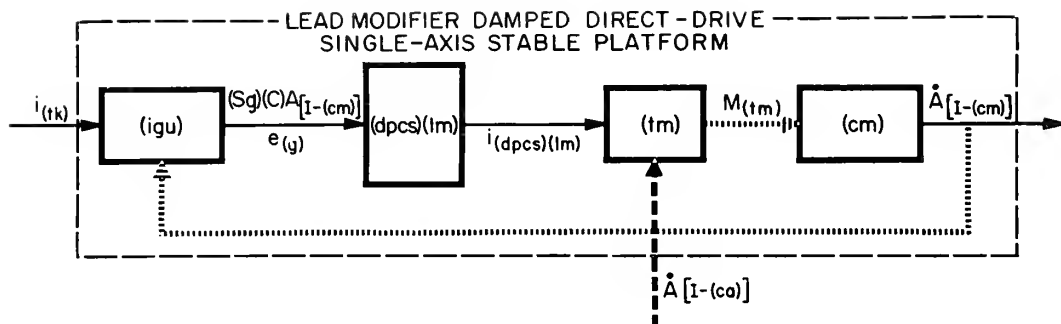 LEAD MODIFIER DAMPED DIRECT-DRIVE
SINGLE-AXIS STABLE PLATFORM
i(tk)
(igu)
(Sg)(C)A[I-(cm)]
e(y)
(dpcs)(lm)
i(dpcs)(lm)
(tm)
M(tm)
(cm)
Ȧ[I-(cm)]
Ȧ[I-(ca)]